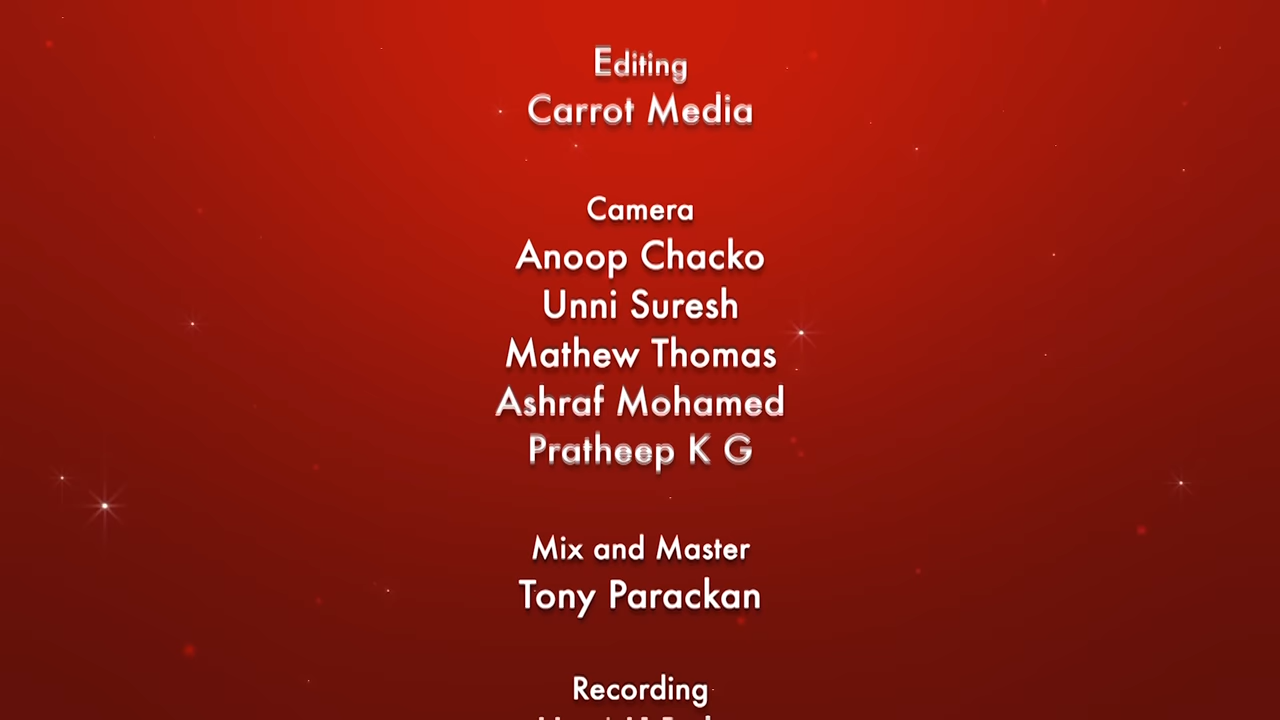 Editing
Carrot Media
Camera
Anoop Chacko
Unni Suresh
Mathew Thomas
Ashraf Mohamed
Pratheep K G
Mix and Master
Tony Parackan
Recording